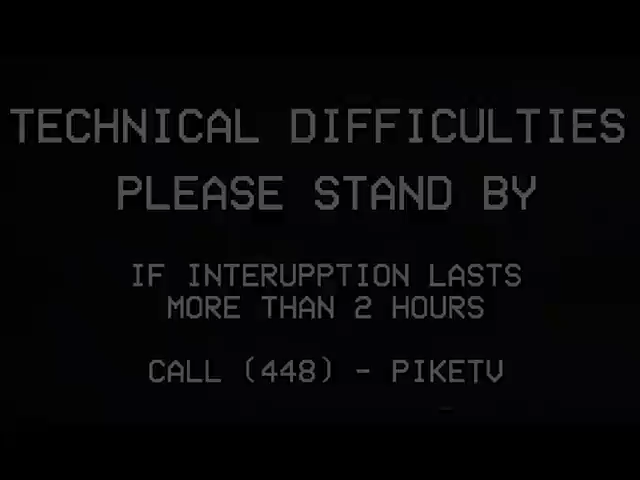 TECHNICAL DIFFICULTIES
PLEASE STAND BY
IF INTERUPPTION LASTS
MORE THAN 2 HOURS
CALL (448) - PIKETV